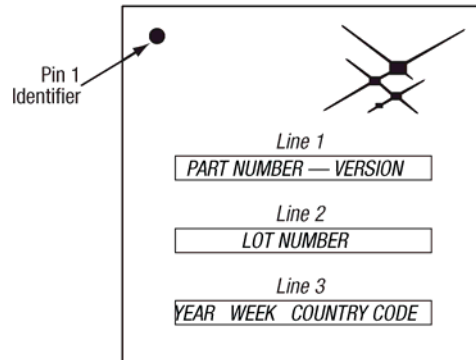 Pin 1
Identifier
Line 1
PART NUMBER — VERSION
Line 2
LOT NUMBER
Line 3
YEAR WEEK COUNTRY CODE